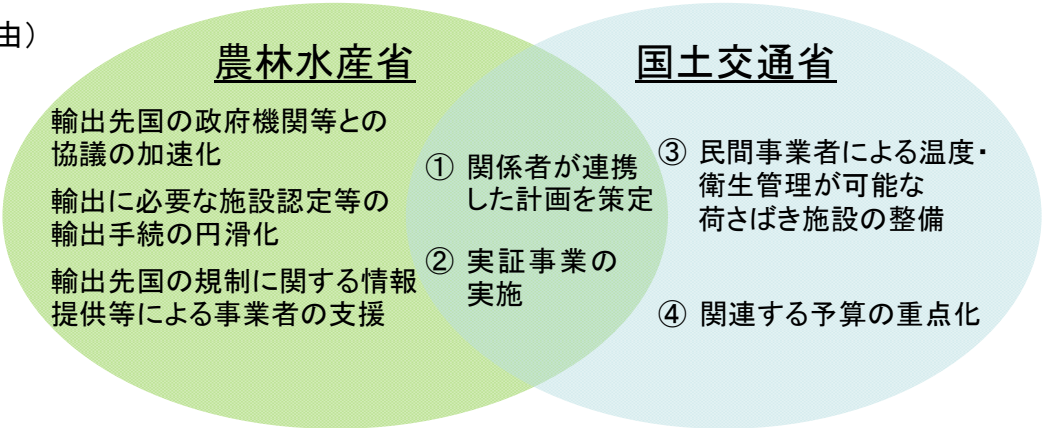 由）
農林水産省
輸出先国の政府機関等との
協議の加速化
輸出に必要な施設認定等の
輸出手続の円滑化
輸出先国の規制に関する情報
提供等による事業者の支援
① 関係者が連携
した計画を策定
② 実証事業の
実施
国土交通省
③ 民間事業者による温度・
衛生管理が可能な
荷さばき施設の整備
④ 関連する予算の重点化